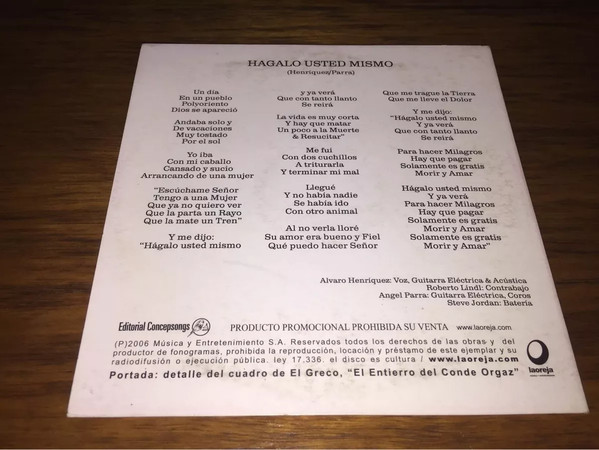 HAGALO USTED MISMO
(Henriques/Parra)
Un día
En un pueblo
Polvoriento
Dios se apareció
Andaba solo y
De vacaciones
Muy tostado
Por el sol
Yo iba
Con mi caballo
Cansado y sucio
Arrancando de una mujer
"Escúchame Señor
Tengo a una Mujer
Que ya no quiero ver
Que la parta un Rayo
Que la mate un Tren"
Y me dijo:
"Hágalo usted mismo
y ya verá
Que con tanto llanto
Se reirá
La vida es muy corta
Y hay que matar
Un poco a la Muerte
& Resucitar"
Me fui
Con dos cuchillos
A triturarla
Y terminar mi mal
Llegué
Y no había nadie
Se había ido
Con otro animal
Al no verla lloré
Su amor era bueno y Fiel
Qué puedo hacer Señor
Que me trague la Tierra
Que me lleve el Dolor
Y me dijo:
"Hágalo usted mismo
Y ya verá
Que con tanto llanto
Se reirá
Para hacer Milagros
Hay que pagar
Solamente es gratis
Morir y Amar
Hágalo usted mismo
Y ya verá
Para hacer Milagros
Hay que pagar
Solamente es gratis
Morir y Amar
Solamente es gratis
Morir y Amar"
Alvaro Henriquez: Voz, Guitarra Eléctrica & Acústica
Roberto Lindl: Contrabajo
Angel Parra: Guitarra Eléctrica, Coros
Steve Jordan: Batería
Editorial Concepsongs
PRODUCTO PROMOCIONAL PROHIBIDA SU VENTA www.laoreja.com
(P)2006 Música y Entretenimiento S.A. Reservados todos los derechos de las obras y del
productor de fonogramas, prohibida la reproducción, locación y préstamo de este ejemplar y su
radiodifusión o ejecución pública. ley 17.336. el disco es cultura / www.laoreja.com
laoreja
Portada: detalle del cuadro de El Greco, "El Entierro del Conde Orgaz"